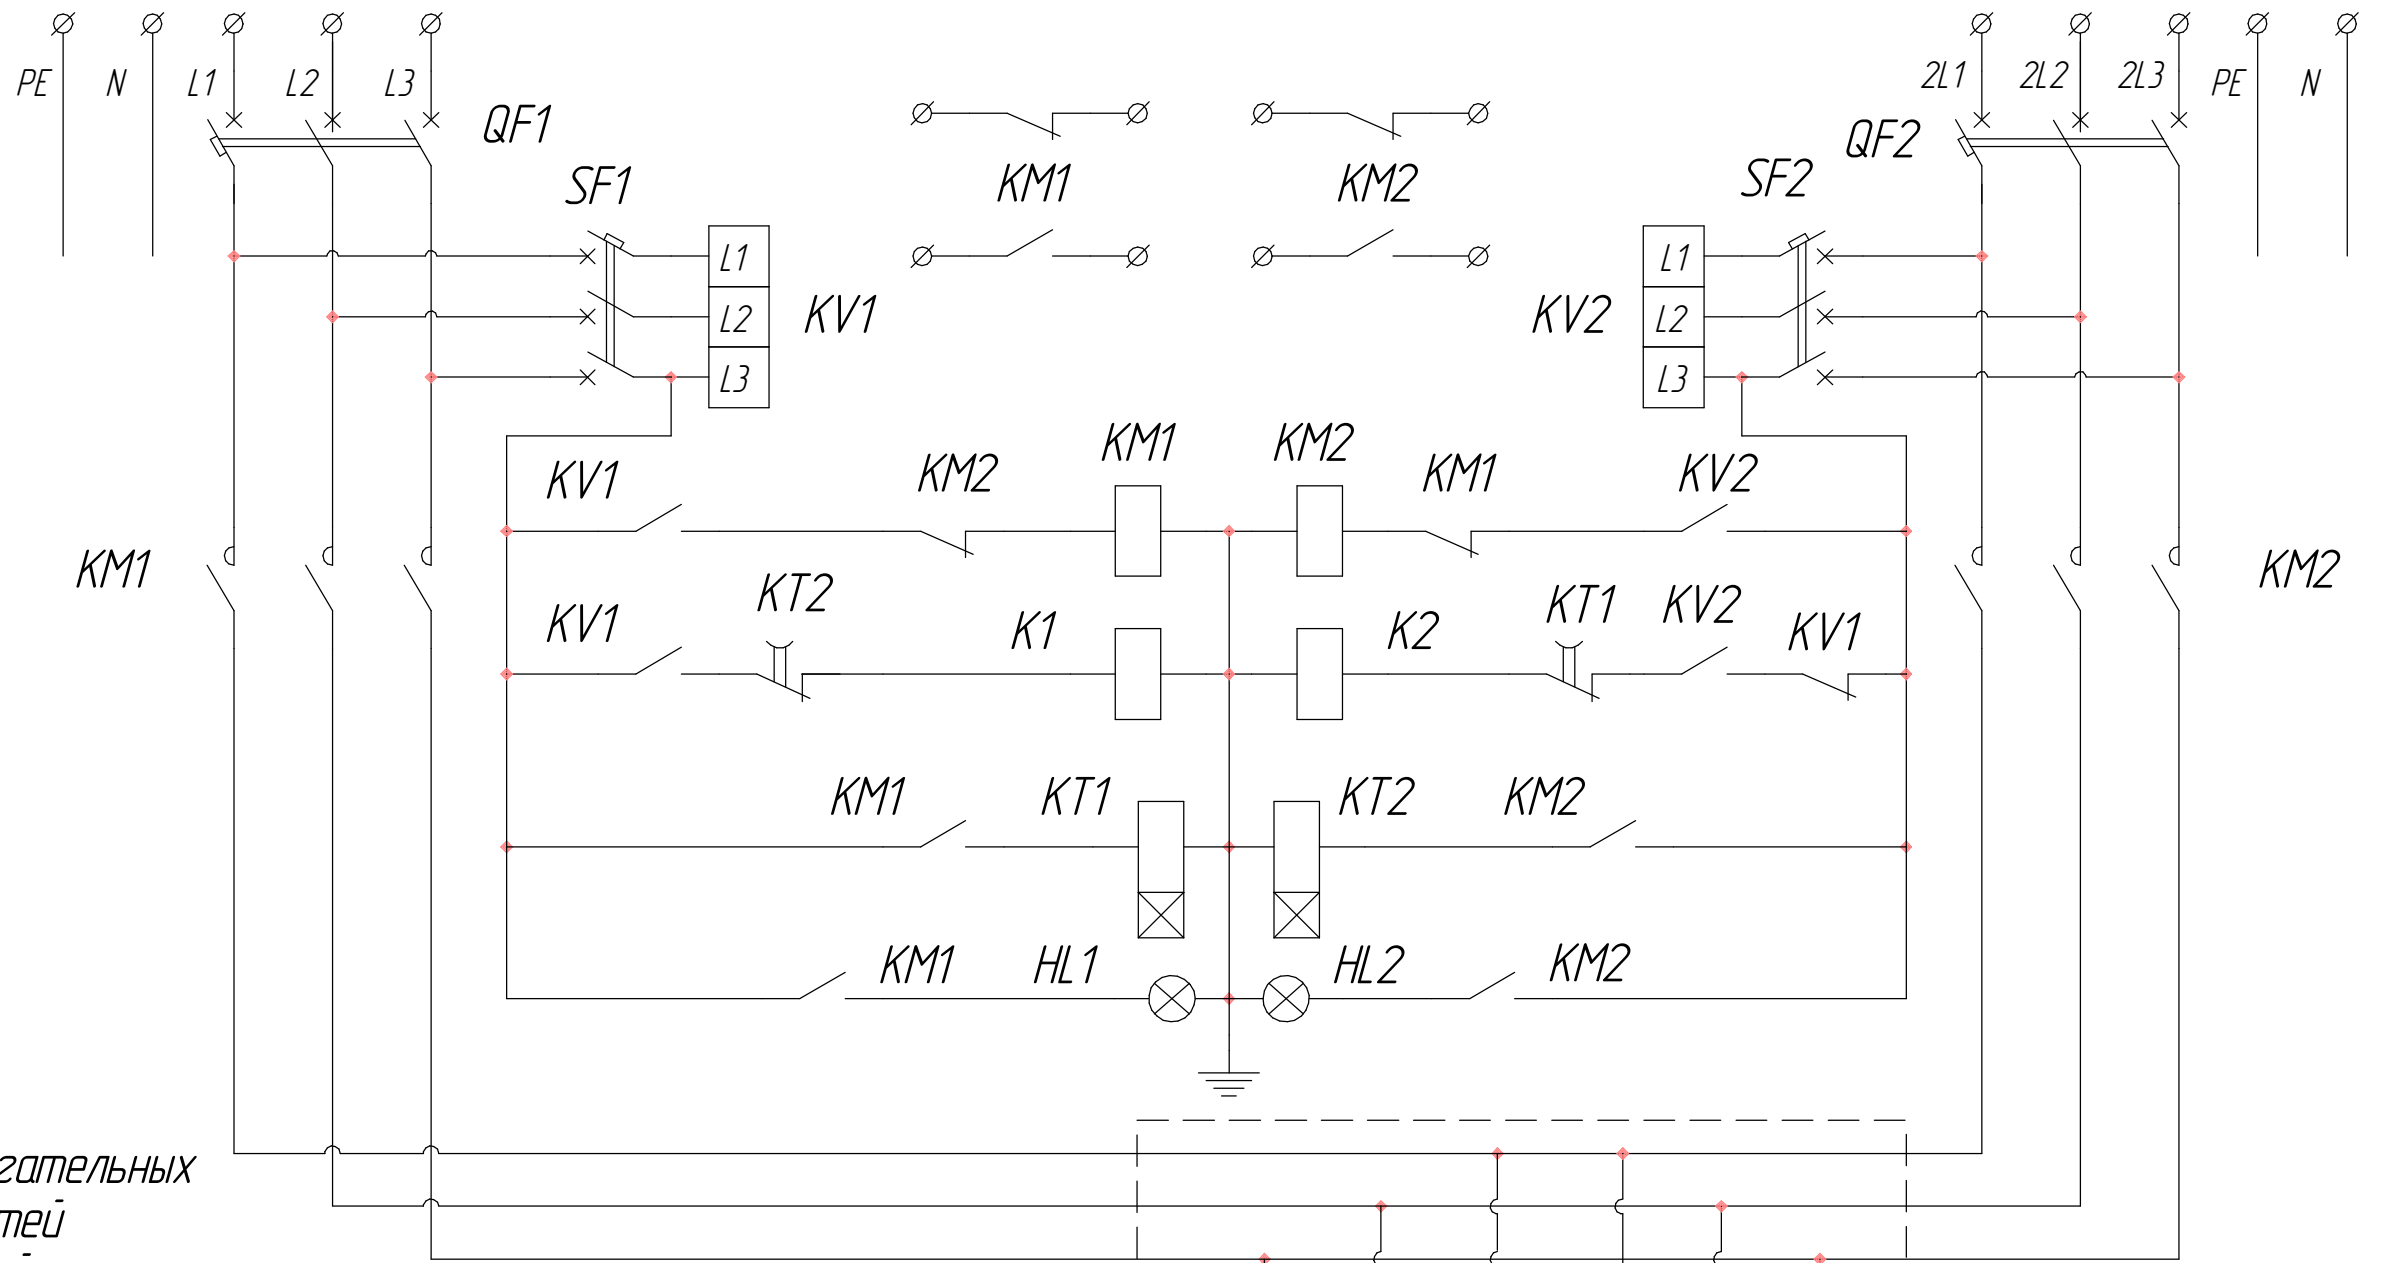 PE N L1 L2 L3
2L1 2L2 2L3 PE N
QF1
QF2
SF1
KM1
KM2
SF2
L1
L1
L2
KV1
KV2
L2
L3
L3
KV1
KM2
KM1
KM2
KM1
KV2
KM1
KM2
KV1
KT2
K1
K2
KT1
KV2
KV1
KM1
KT1
KT2
KM2
KM1
HL1
HL2
KM2
гательных
тей